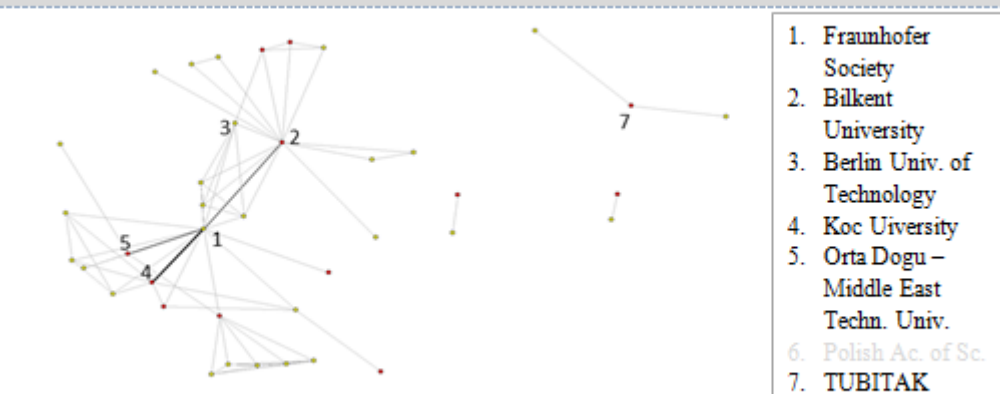 3
2
7
5
1
4
1. Fraunhofer
Society
2. Bilkent
University
3. Berlin Univ. of
Technology
4. Koc Uiversity
5. Orta Dogu –
Middle East
Techn. Univ.
6. Polish Ac. of Sc.
7. TUBITAK